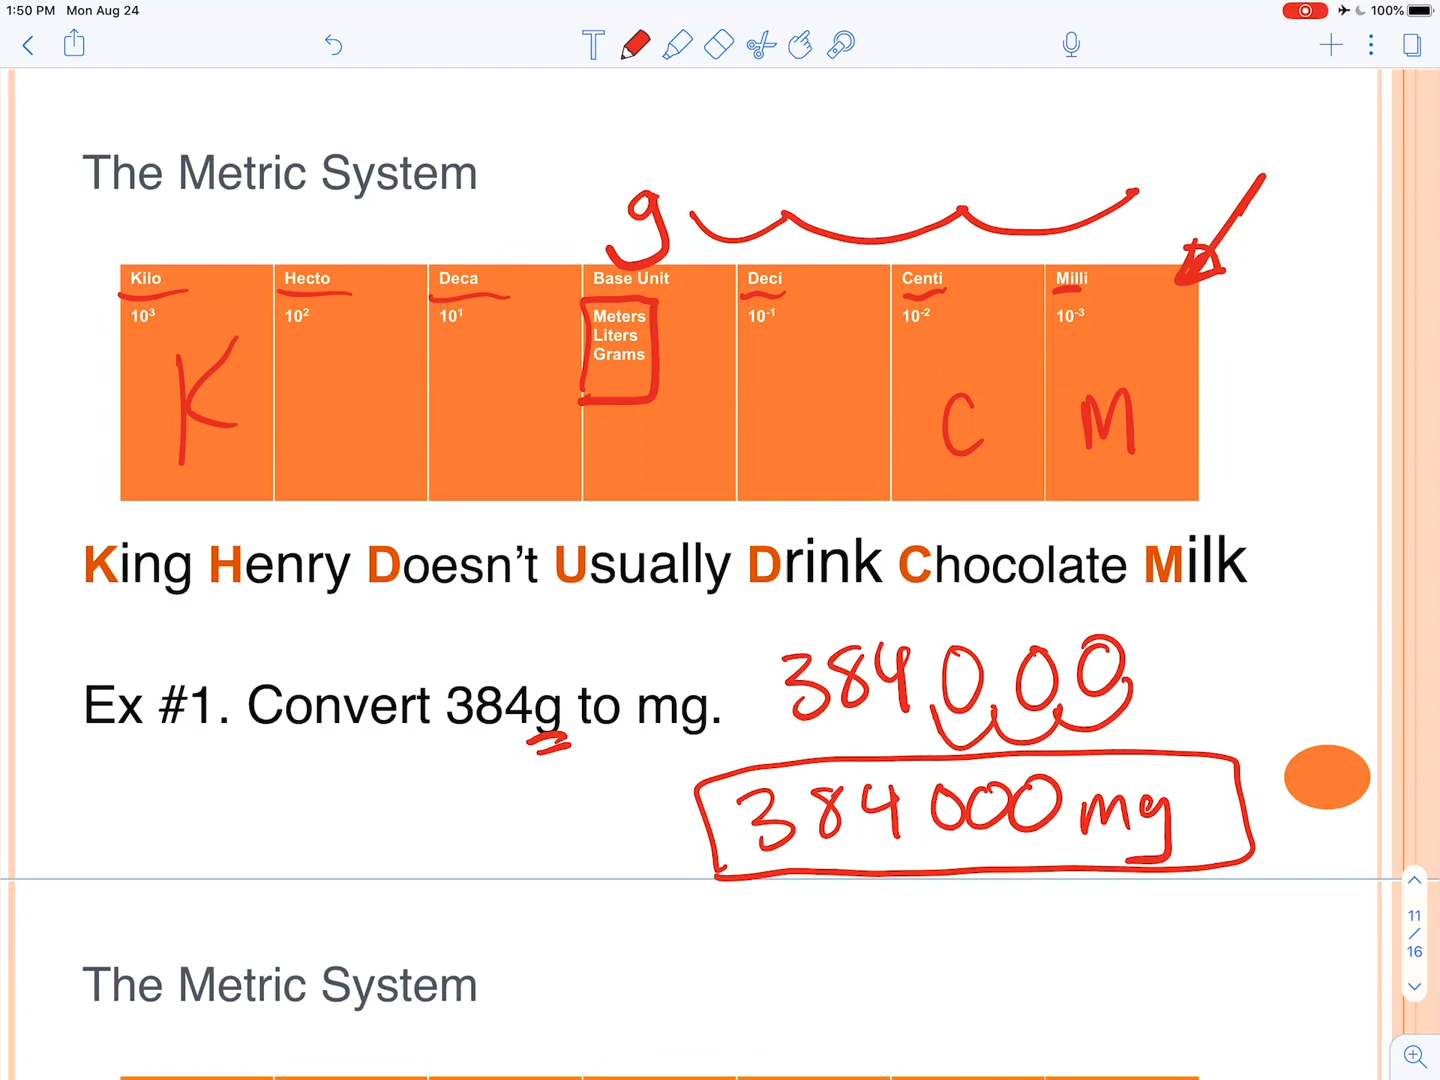 1:50 PM Mon Aug 24
100%
The Metric System
g
Kilo Hecto Deca Base Unit Deci Centi Milli
10³ 10² 10¹ Meters 10⁻¹ 10⁻² 10⁻³
Liters
Grams
K C M
King Henry Doesn’t Usually Drink Chocolate Milk
384000
Ex #1. Convert 384g to mg.
384 000 mg
11
/
16
The Metric System